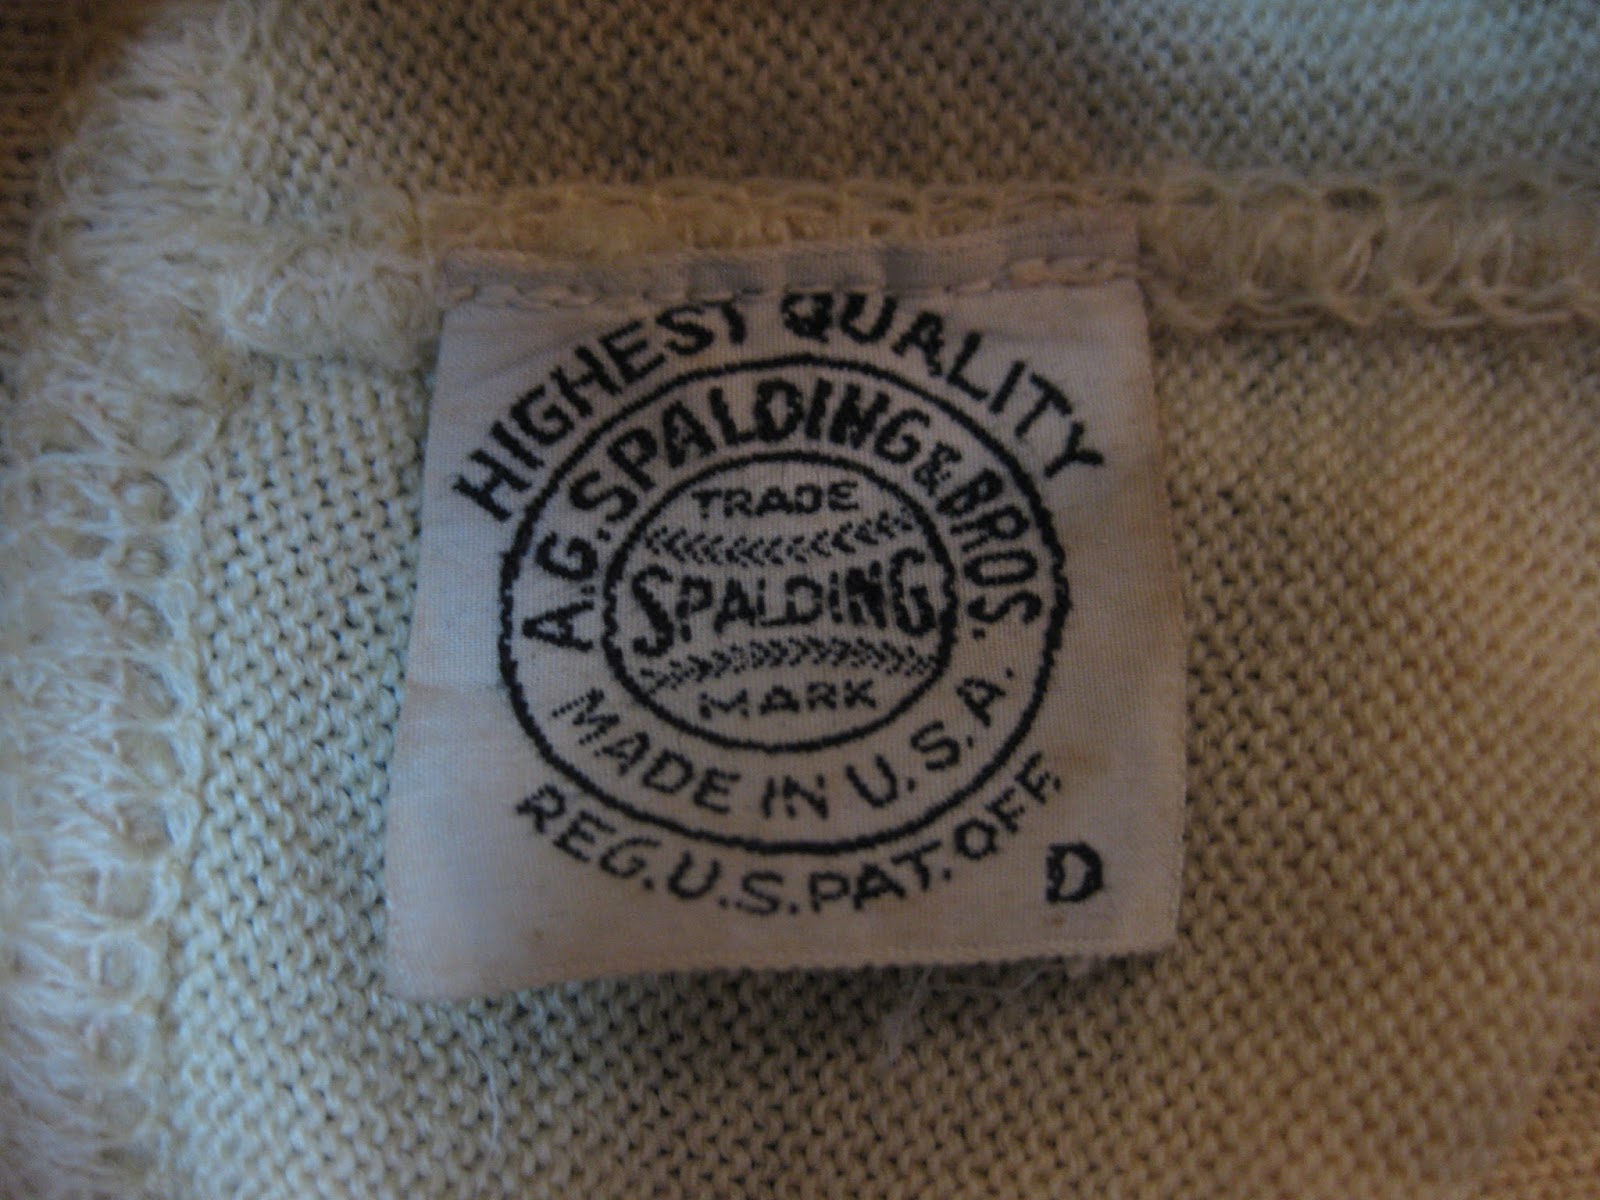 HIGHEST QUALITY
A.G. SPALDING & BROS.
TRADE
SPALDING
MARK
MADE IN U.S.A.
REG. U.S. PAT. OFF.
D